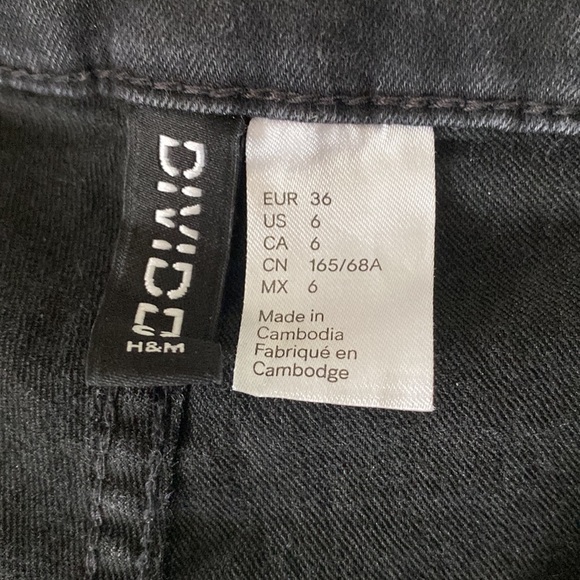 DIVIDED
H&M
EUR 36
US 6
CA 6
CN 165/68A
MX 6
Made in
Cambodia
Fabriqué en
Cambodge